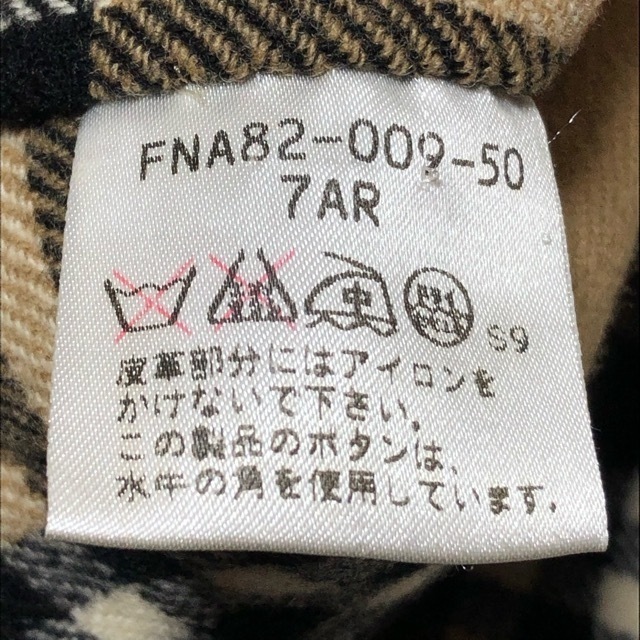 FNA82-009-50
7AR
中
S9
皮革部分にはアイロンを
かけないで下さい。
この製品のボタンは、
水牛の角を使用しています。